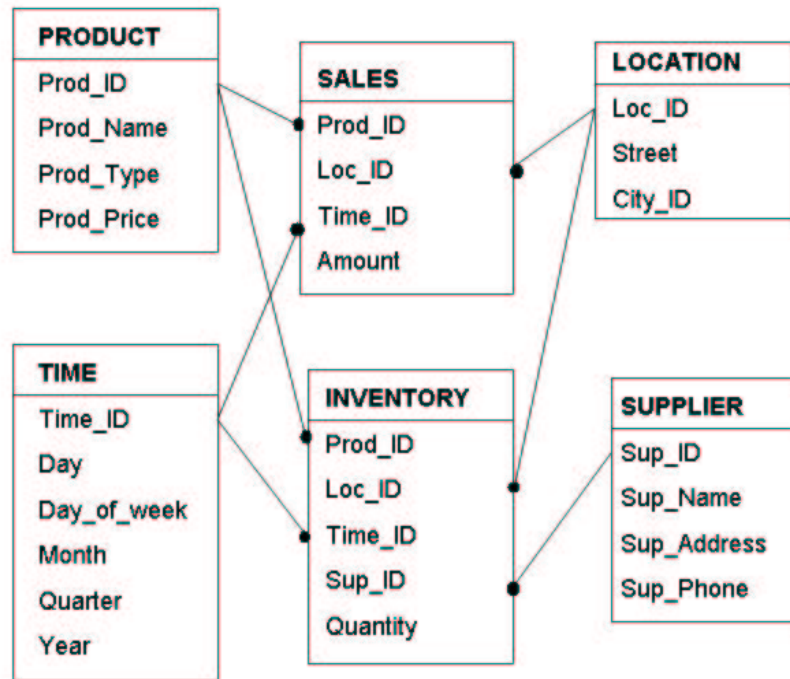 PRODUCT
Prod_ID
Prod_Name
Prod_Type
Prod_Price
SALES
Prod_ID
Loc_ID
Time_ID
Amount
LOCATION
Loc_ID
Street
City_ID
TIME
Time_ID
Day
Day_of_week
Month
Quarter
Year
INVENTORY
Prod_ID
Loc_ID
Time_ID
Sup_ID
Quantity
SUPPLIER
Sup_ID
Sup_Name
Sup_Address
Sup_Phone